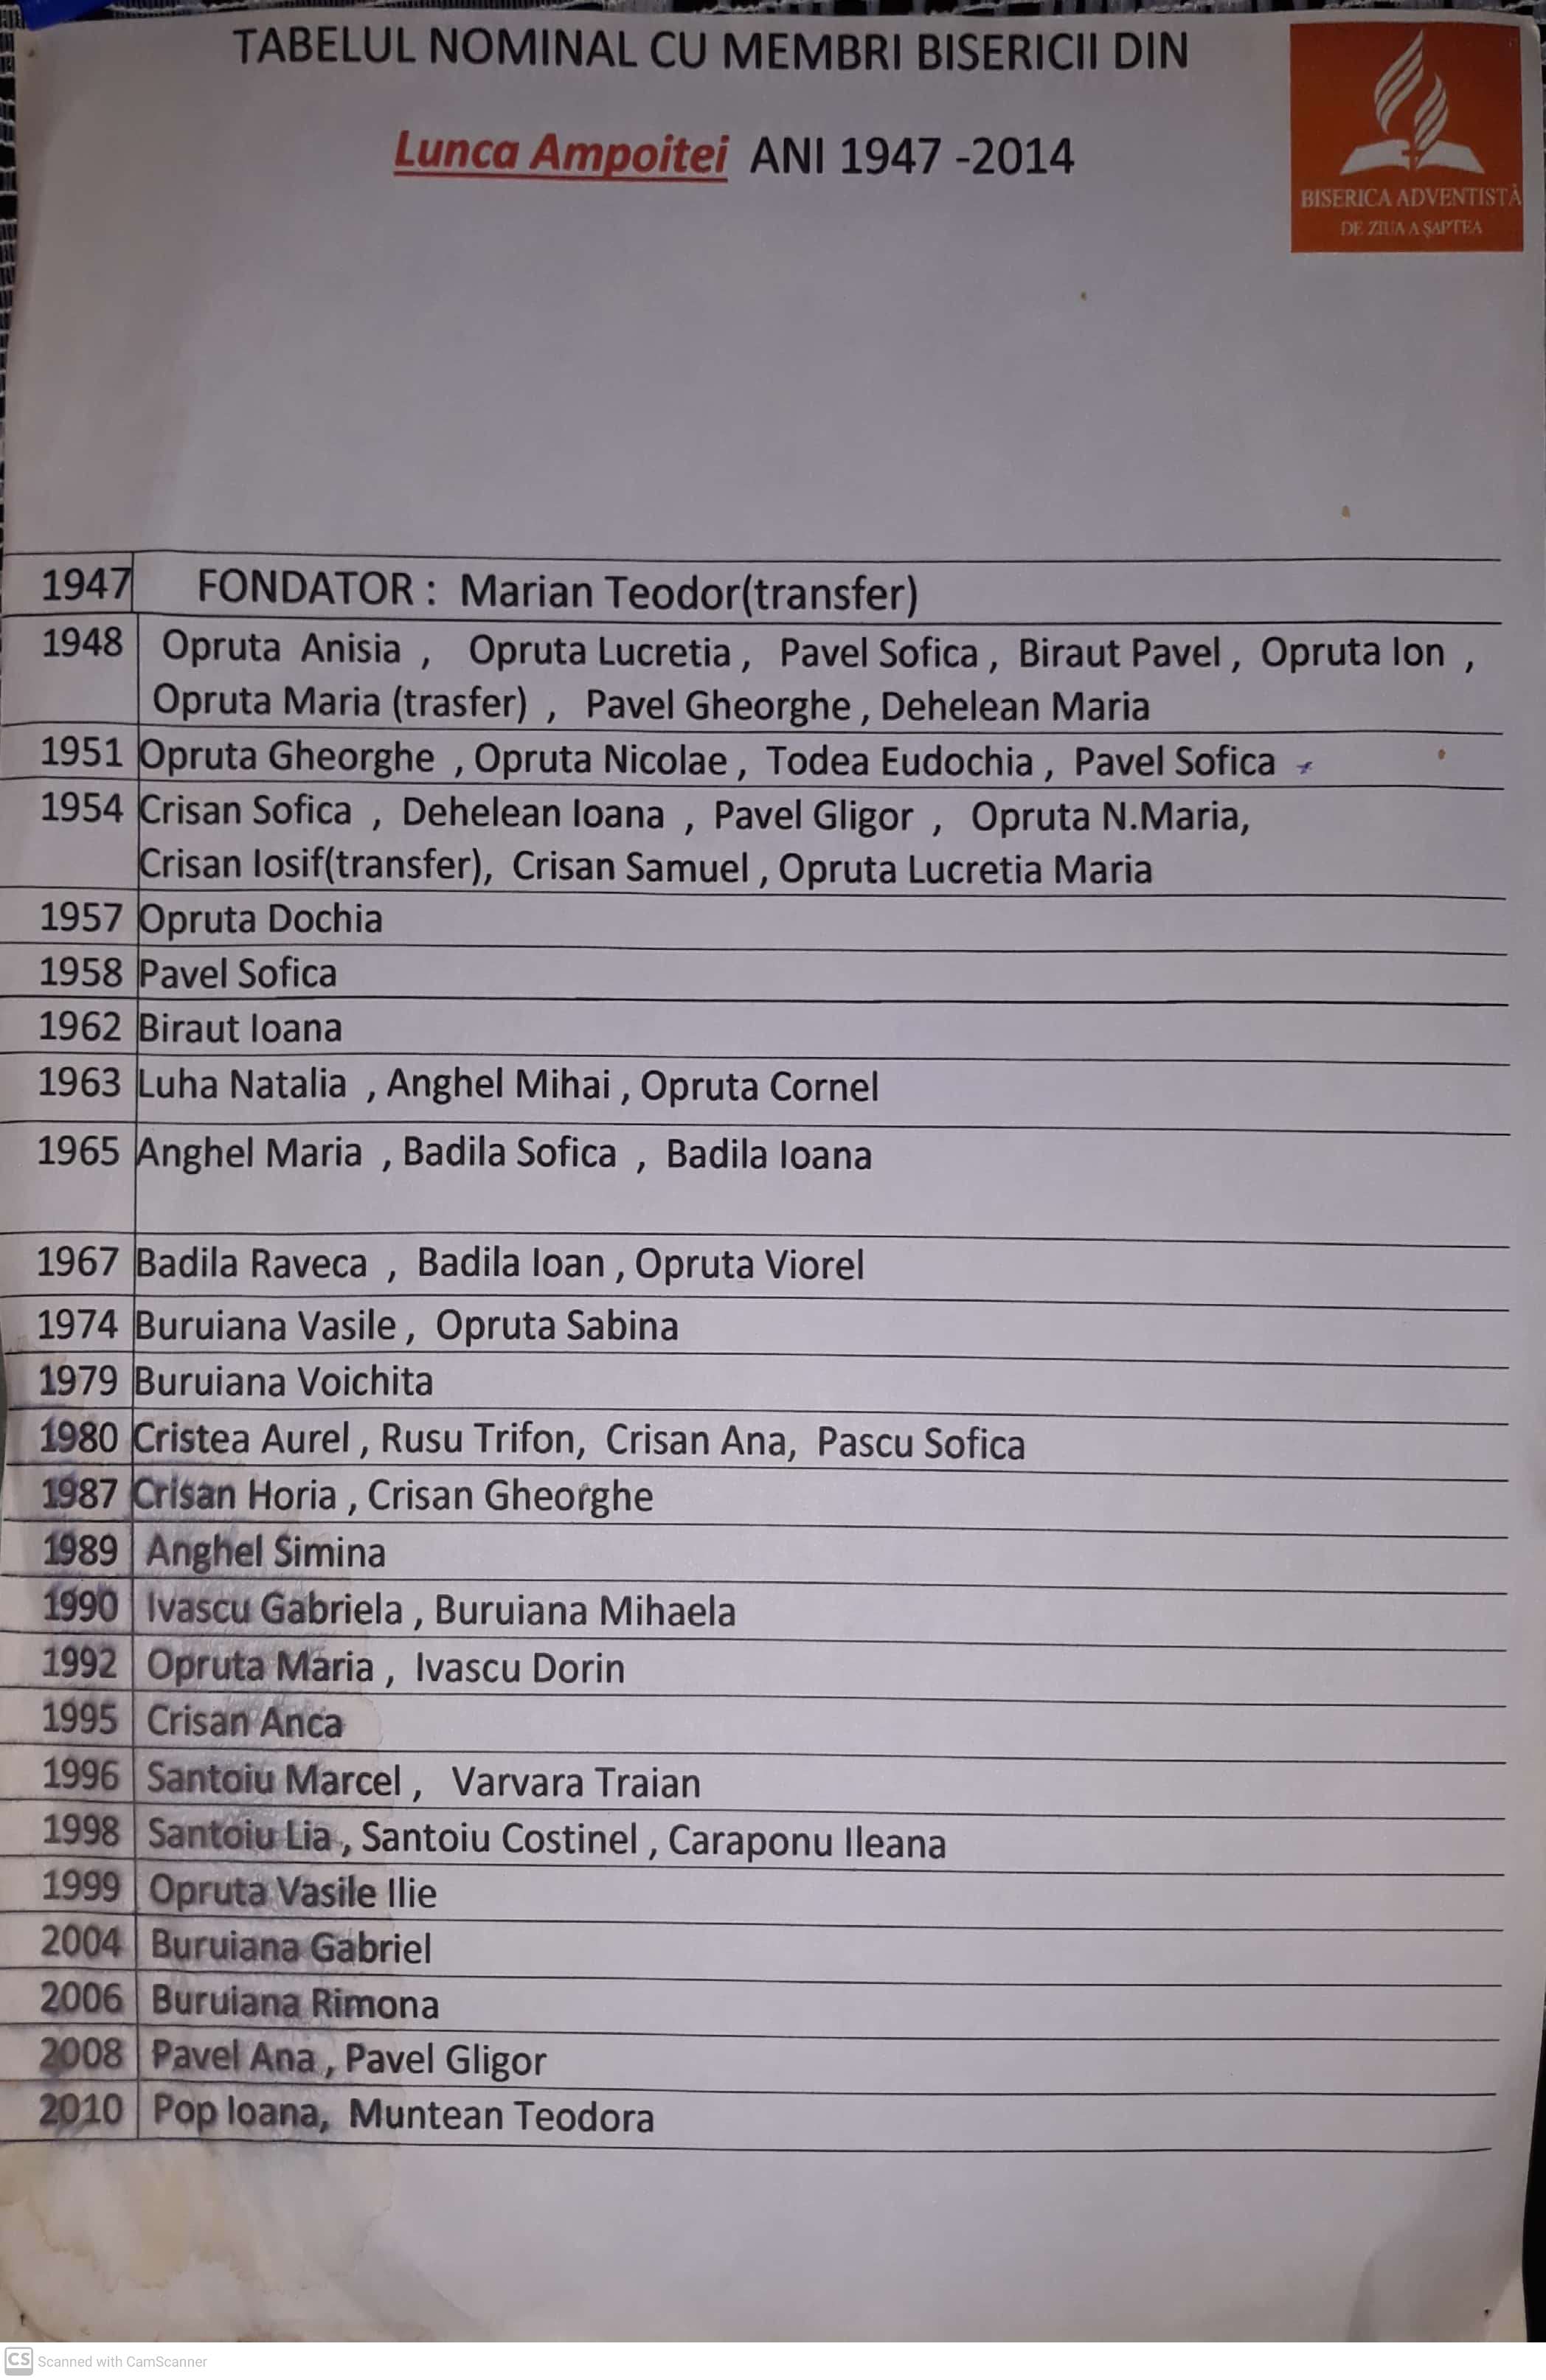 TABELUL NOMINAL CU MEMBRI BISERICII DIN
Lunca Ampoitei ANI 1947 -2014
BISERICA ADVENTISTĂ
DE ZIUA A ŞAPTEA
1947 FONDATOR : Marian Teodor(transfer)
1948 Opruta Anisia , Opruta Lucretia , Pavel Sofica , Biraut Pavel , Opruta Ion ,
Opruta Maria (trasfer) , Pavel Gheorghe , Dehelean Maria
1951 Opruta Gheorghe , Opruta Nicolae , Todea Eudochia , Pavel Sofica
1954 Crisan Sofica , Dehelean Ioana , Pavel Gligor , Opruta N.Maria,
Crisan Iosif(transfer), Crisan Samuel , Opruta Lucretia Maria
1957 Opruta Dochia
1958 Pavel Sofica
1962 Biraut Ioana
1963 Luha Natalia , Anghel Mihai , Opruta Cornel
1965 Anghel Maria , Badila Sofica , Badila Ioana
1967 Badila Raveca , Badila Ioan , Opruta Viorel
1974 Buruiana Vasile , Opruta Sabina
1979 Buruiana Voichita
1980 Cristea Aurel , Rusu Trifon, Crisan Ana, Pascu Sofica
1987 Crisan Horia , Crisan Gheorghe
1989 Anghel Simina
1990 Ivascu Gabriela , Buruiana Mihaela
1992 Opruta Maria , Ivascu Dorin
1995 Crisan Anca
1996 Santoiu Marcel , Varvara Traian
1998 Santoiu Lia , Santoiu Costinel , Caraponu Ileana
1999 Opruta Vasile Ilie
2004 Buruiana Gabriel
2006 Buruiana Rimona
2008 Pavel Ana , Pavel Gligor
2010 Pop Ioana, Muntean Teodora
CS Scanned with CamScanner